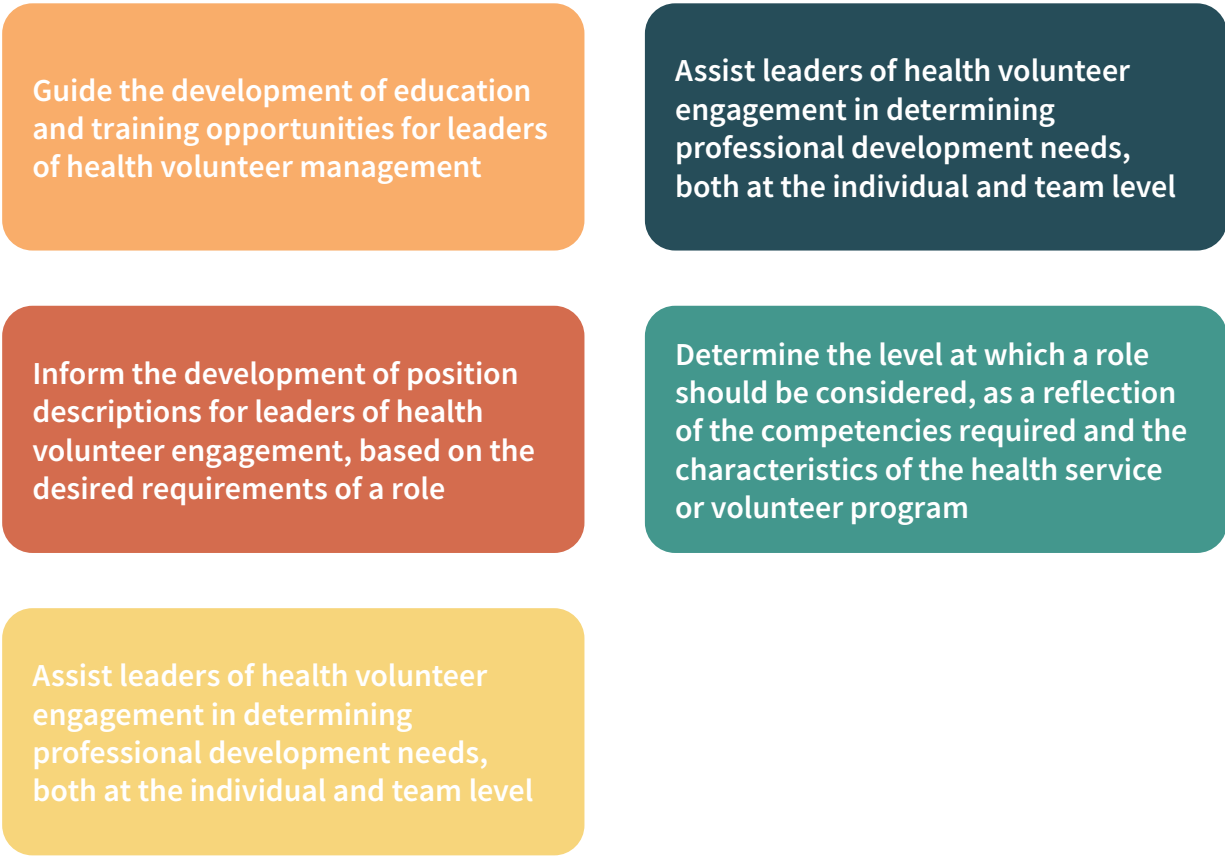 Guide the development of education
and training opportunities for leaders
of health volunteer management
Assist leaders of health volunteer
engagement in determining
professional development needs,
both at the individual and team level
Inform the development of position
descriptions for leaders of health
volunteer engagement, based on the
desired requirements of a role
Determine the level at which a role
should be considered, as a reflection
of the competencies required and the
characteristics of the health service
or volunteer program
Assist leaders of health volunteer
engagement in determining
professional development needs,
both at the individual and team level